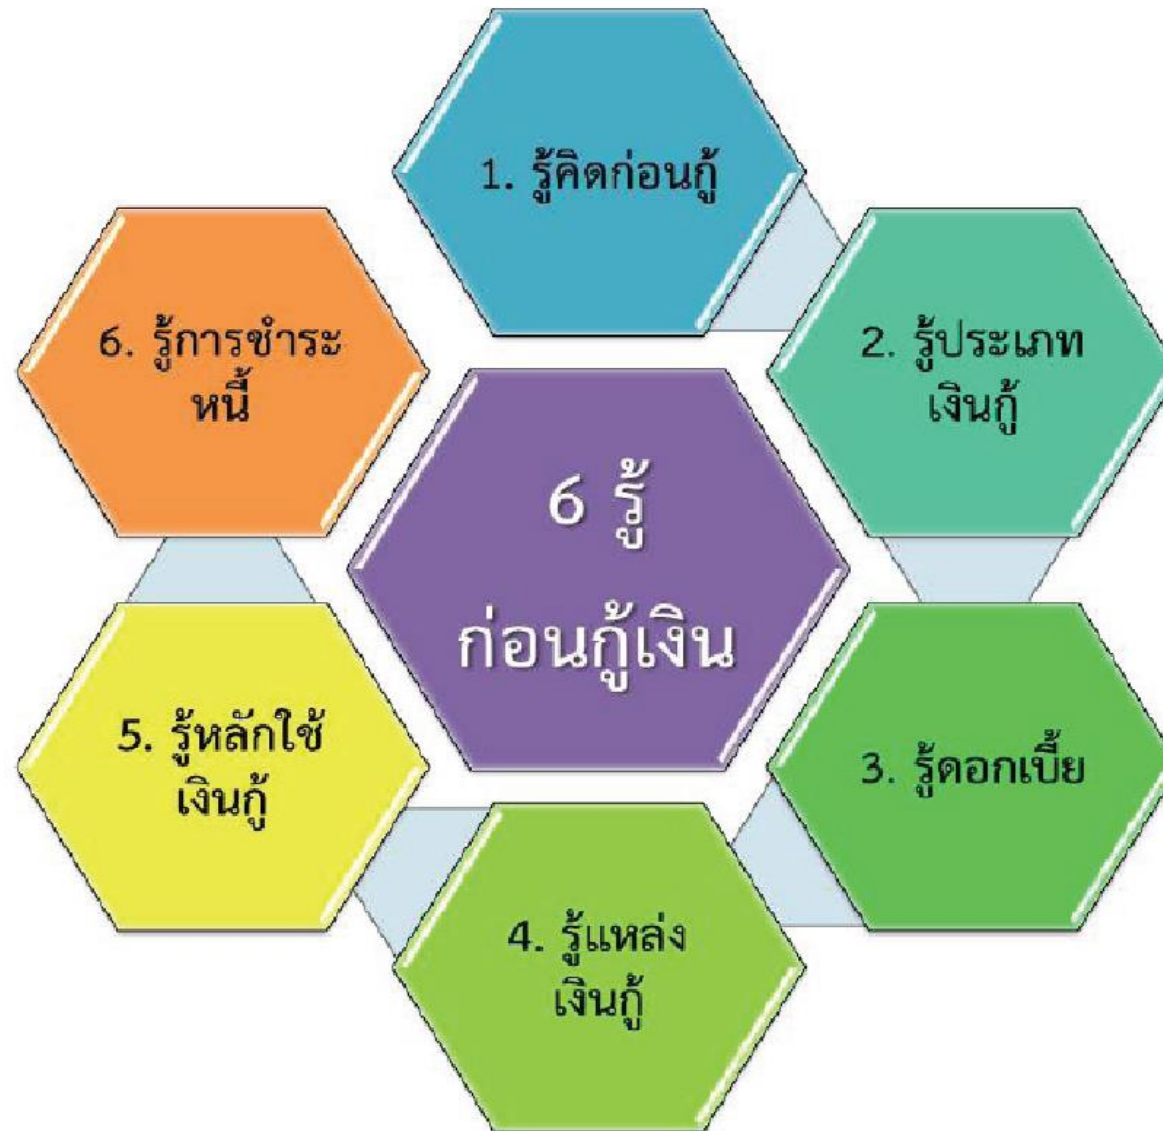 1. รู้คิดก่อนกู้
2. รู้ประเภท
เงินกู้
3. รู้ดอกเบี้ย
4. รู้แหล่ง
เงินกู้
5. รู้หลักใช้
เงินกู้
6. รู้การชำระ
หนี้
6 รู้
ก่อนกู้เงิน